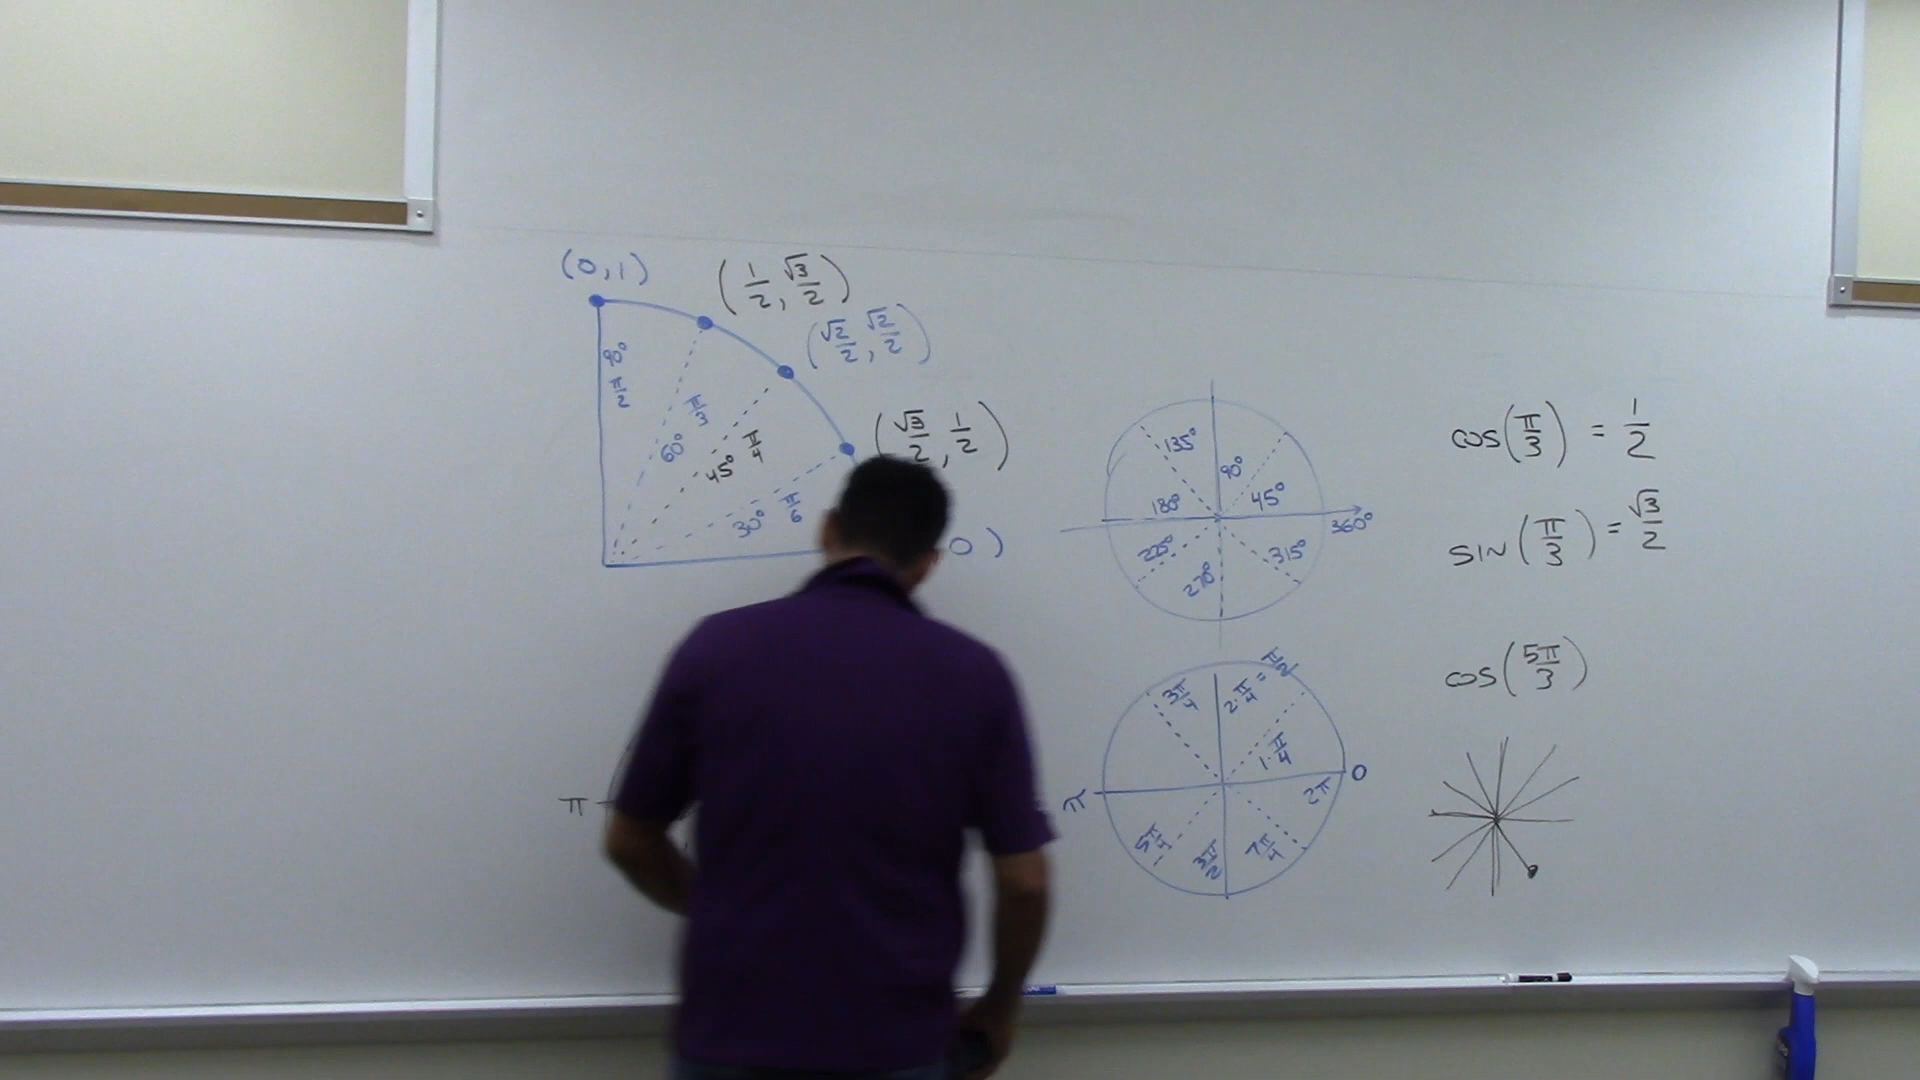 (0, 1)
(1/2, √3/2)
(√2/2, √2/2)
(√3/2, 1/2)
0)
90° π/2
60° π/3
45° π/4
30° π/6
135°
90°
45°
180°
360°
225°
270°
315°
3π/4
2·π/4 = π/2
1·π/4
π
0
2π
5π/4
3π/2
7π/4
π
cos(π/3) = 1/2
sin(π/3) = √3/2
cos(5π/3)